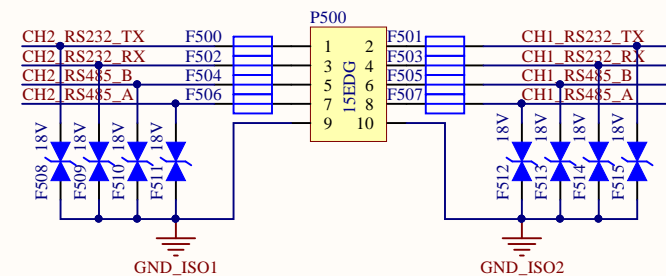 P500
CH2_RS232_TX F500 1 2 F501 CH1_RS232_TX
CH2_RS232_RX F502 3 4 F503 CH1_RS232_RX
CH2_RS485_B F504 5 6 F505 CH1_RS485_B
CH2_RS485_A F506 7 8 F507 CH1_RS485_A
9 10
15EDG
F508 18V
F509 18V
F510 18V
F511 18V
F512 18V
F513 18V
F514 18V
F515 18V
GND_ISO1 GND_ISO2